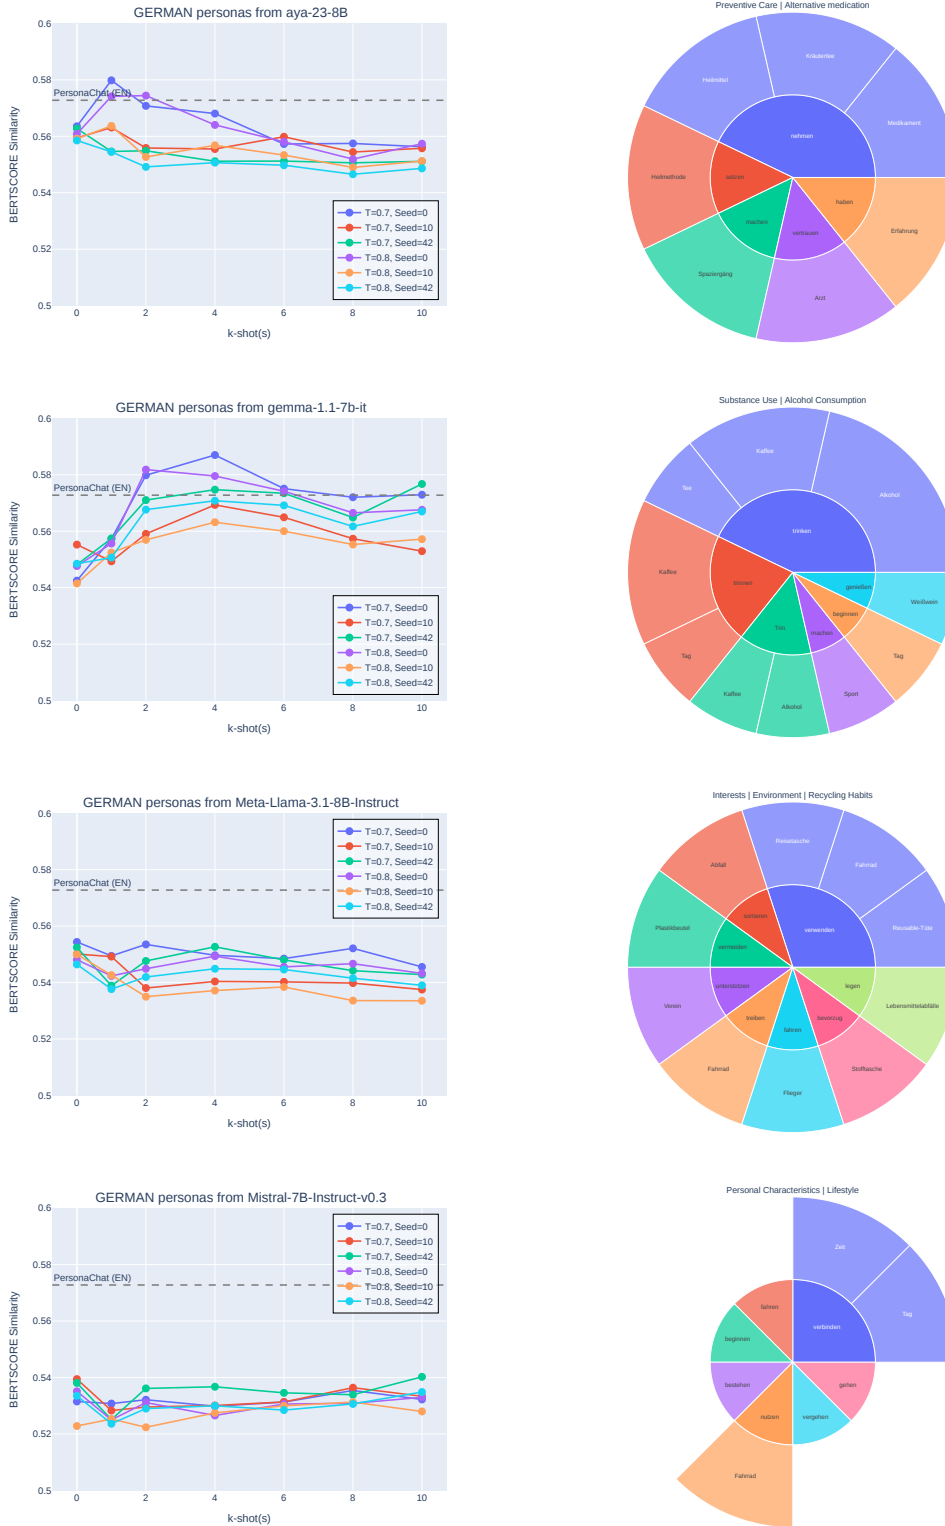 GERMAN personas from aya-23-8B
0.6
0.58
0.56
0.54
0.52
0.5
BERTSCORE Similarity
PersonaChat (EN)
T=0.7, Seed=0
T=0.7, Seed=10
T=0.7, Seed=42
T=0.8, Seed=0
T=0.8, Seed=10
T=0.8, Seed=42
0 2 4 6 8 10
k-shot(s)
Preventive Care | Alternative medication
Kräutertee
Heilmittel
Medikament
nehmen
Heilmethode
setzen
haben
machen
vertrauen
Erfahrung
Spaziergäng
Arzt
GERMAN personas from gemma-1.1-7b-it
0.6
0.58
0.56
0.54
0.52
0.5
BERTSCORE Similarity
PersonaChat (EN)
T=0.7, Seed=0
T=0.7, Seed=10
T=0.7, Seed=42
T=0.8, Seed=0
T=0.8, Seed=10
T=0.8, Seed=42
0 2 4 6 8 10
k-shot(s)
Substance Use | Alcohol Consumption
Kaffee
Tee
Alkohol
trinken
Kaffee
genießen
Weißwein
beginnen
Trin
machen
Tag
Tag
Kaffee
Sport
Alkohol
GERMAN personas from Meta-Llama-3.1-8B-Instruct
0.6
0.58
0.56
0.54
0.52
0.5
BERTSCORE Similarity
PersonaChat (EN)
T=0.7, Seed=0
T=0.7, Seed=10
T=0.7, Seed=42
T=0.8, Seed=0
T=0.8, Seed=10
T=0.8, Seed=42
0 2 4 6 8 10
k-shot(s)
Interests | Environment | Recycling Habits
Reisetasche
Abfall
Fahrrad
sortieren
Plastikbeutel
verwenden
Reusable-Tüte
vermeiden
unterstützen
legen
Verein
Lebensmittelabfälle
treiben
bevorzug
fahren
Fahrrad
Stofftasche
Flieger
GERMAN personas from Mistral-7B-Instruct-v0.3
0.6
0.58
0.56
0.54
0.52
0.5
BERTSCORE Similarity
PersonaChat (EN)
T=0.7, Seed=0
T=0.7, Seed=10
T=0.7, Seed=42
T=0.8, Seed=0
T=0.8, Seed=10
T=0.8, Seed=42
0 2 4 6 8 10
k-shot(s)
Personal Characteristics | Lifestyle
Zeit
fahren
Tag
verbinden
beginnen
bestehen
gehen
nutzen
vergehen
Fahrrad